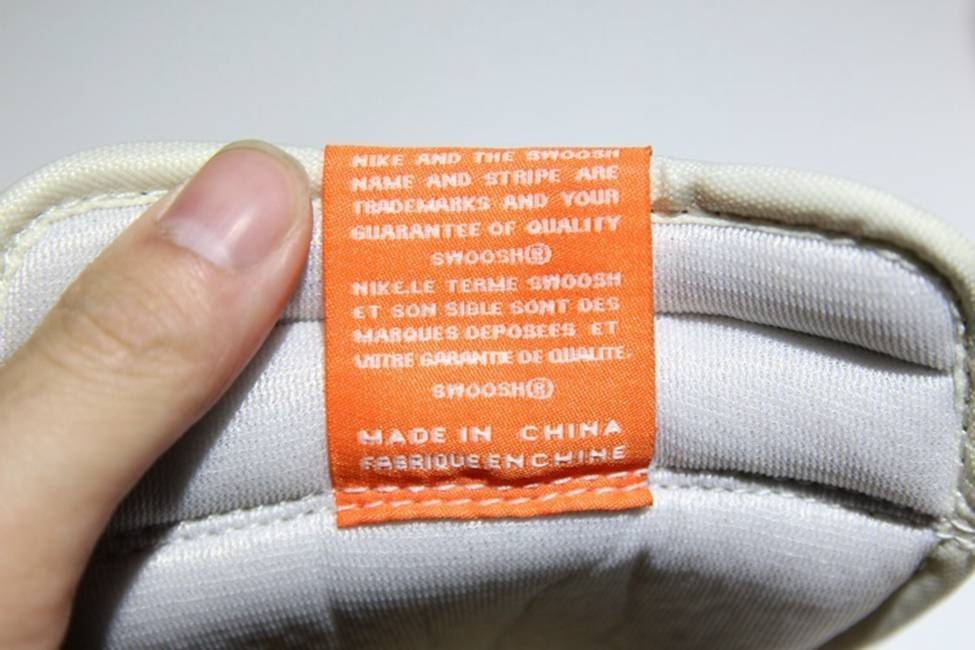 NIKE AND THE SWOOSH
NAME AND STRIPE ARE
TRADEMARKS AND YOUR
GUARANTEE OF QUALITY
SWOOSH®
NIKE.LE TERME SWOOSH
ET SON SIBLE SONT DES
MARQUES DEPOSEES ET
VOTRE GARANTIE DE QUALITE.
SWOOSH®
MADE IN CHINA
FABRIQUE EN CHINE